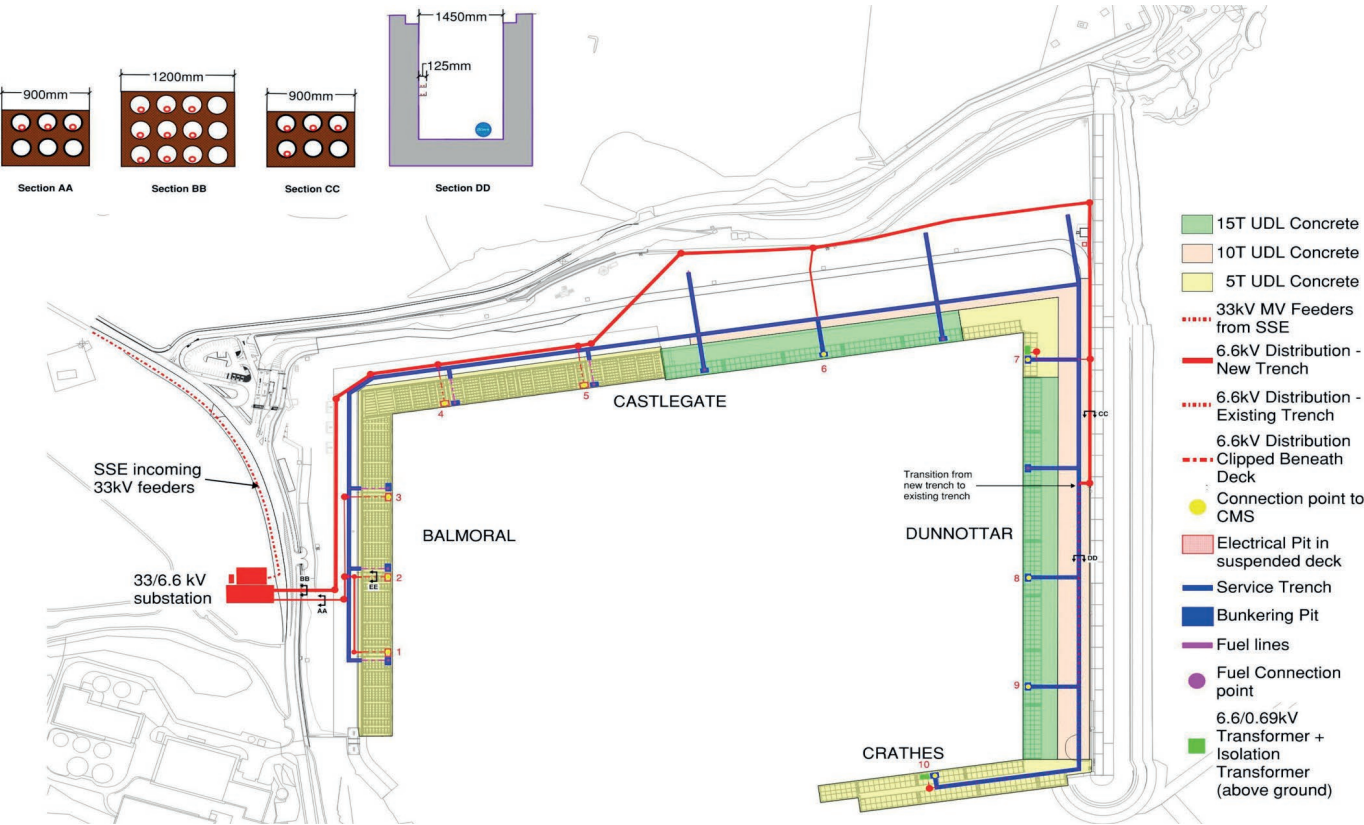 900mm
Section AA
1200mm
Section BB
900mm
Section CC
1450mm
125mm
Section DD
15T UDL Concrete
10T UDL Concrete
5T UDL Concrete
33kV MV Feeders
from SSE
6.6kV Distribution -
New Trench
6.6kV Distribution -
Existing Trench
6.6kV Distribution
Clipped Beneath
Deck
Connection point to
CMS
Electrical Pit in
suspended deck
Service Trench
Bunkering Pit
Fuel lines
Fuel Connection
point
6.6/0.69kV
Transformer +
Isolation
Transformer
(above ground)
SSE incoming
33kV feeders
33/6.6 kV
substation
BB
AA
EE
BALMORAL
1
2
3
CASTLEGATE
4
5
6
DUNNOTTAR
7
8
9
CC
DD
Transition from
new trench to
existing trench
CRATHES
10